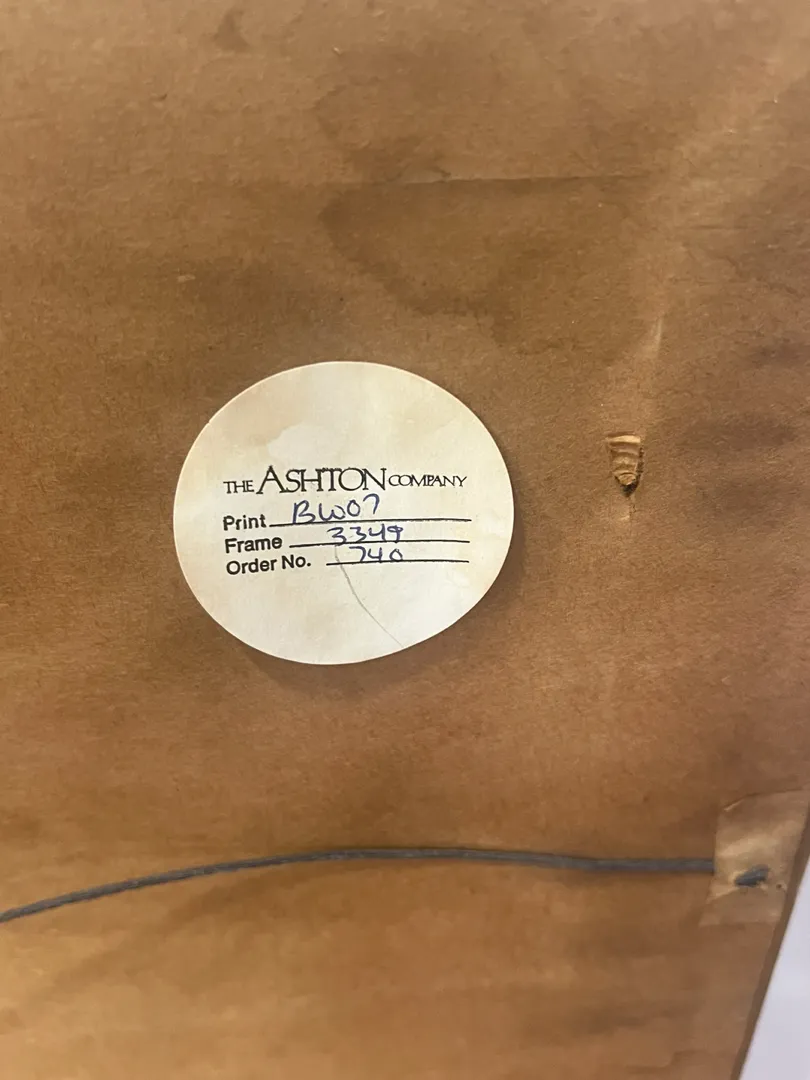 THE ASHTON COMPANY
Print BW07
Frame 3349
Order No. 740